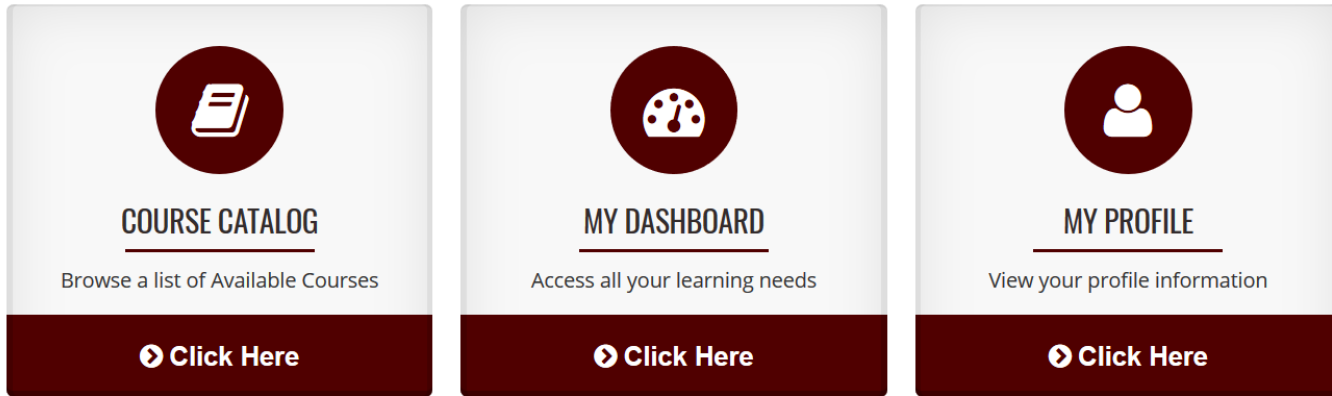 COURSE CATALOG
Browse a list of Available Courses
Click Here
MY DASHBOARD
Access all your learning needs
Click Here
MY PROFILE
View your profile information
Click Here